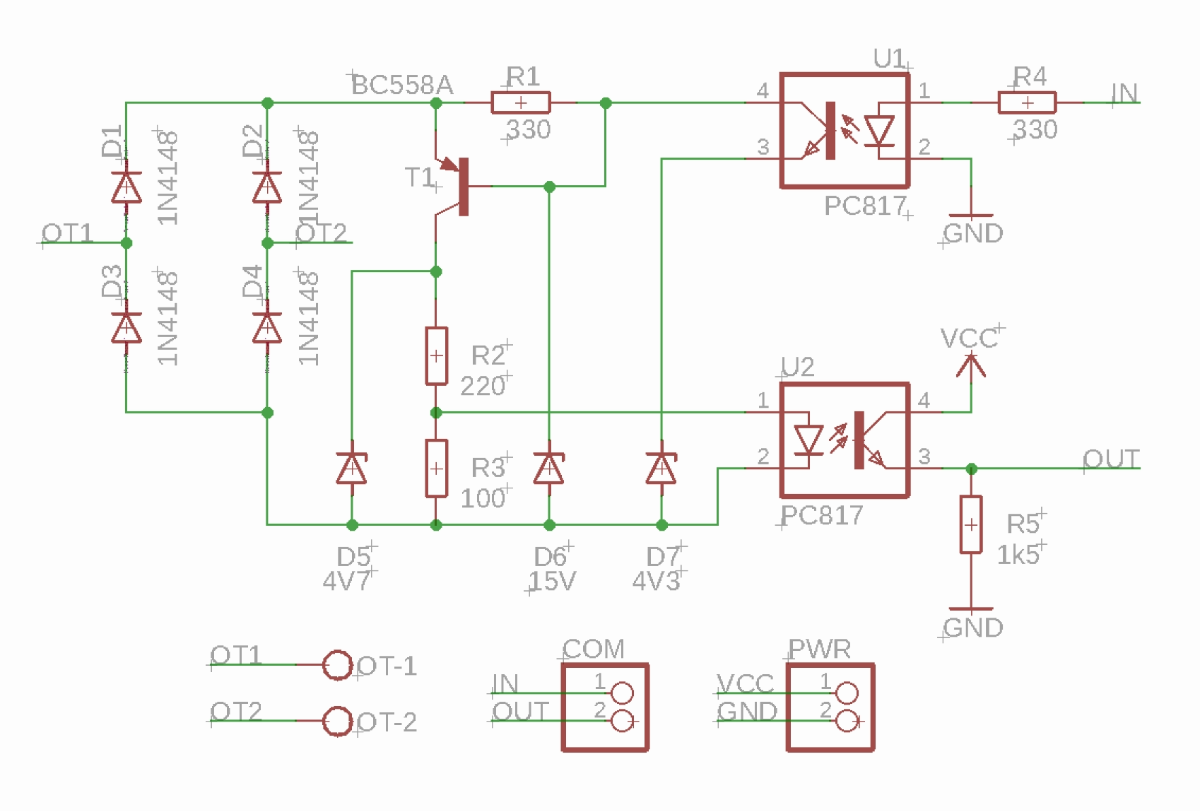 BC558A
R1
330
U1
4
1
3
2
PC817
R4
330
IN
GND
D1
1N4148
D2
1N4148
T1
OT1
OT2
D3
1N4148
D4
1N4148
R2
220
R3
100
U2
1
4
2
3
PC817
VCC
OUT
R5
1k5
GND
D5
4V7
D6
15V
D7
4V3
OT1
OT-1
OT2
OT-2
COM
IN
1
OUT
2
PWR
VCC
1
GND
2